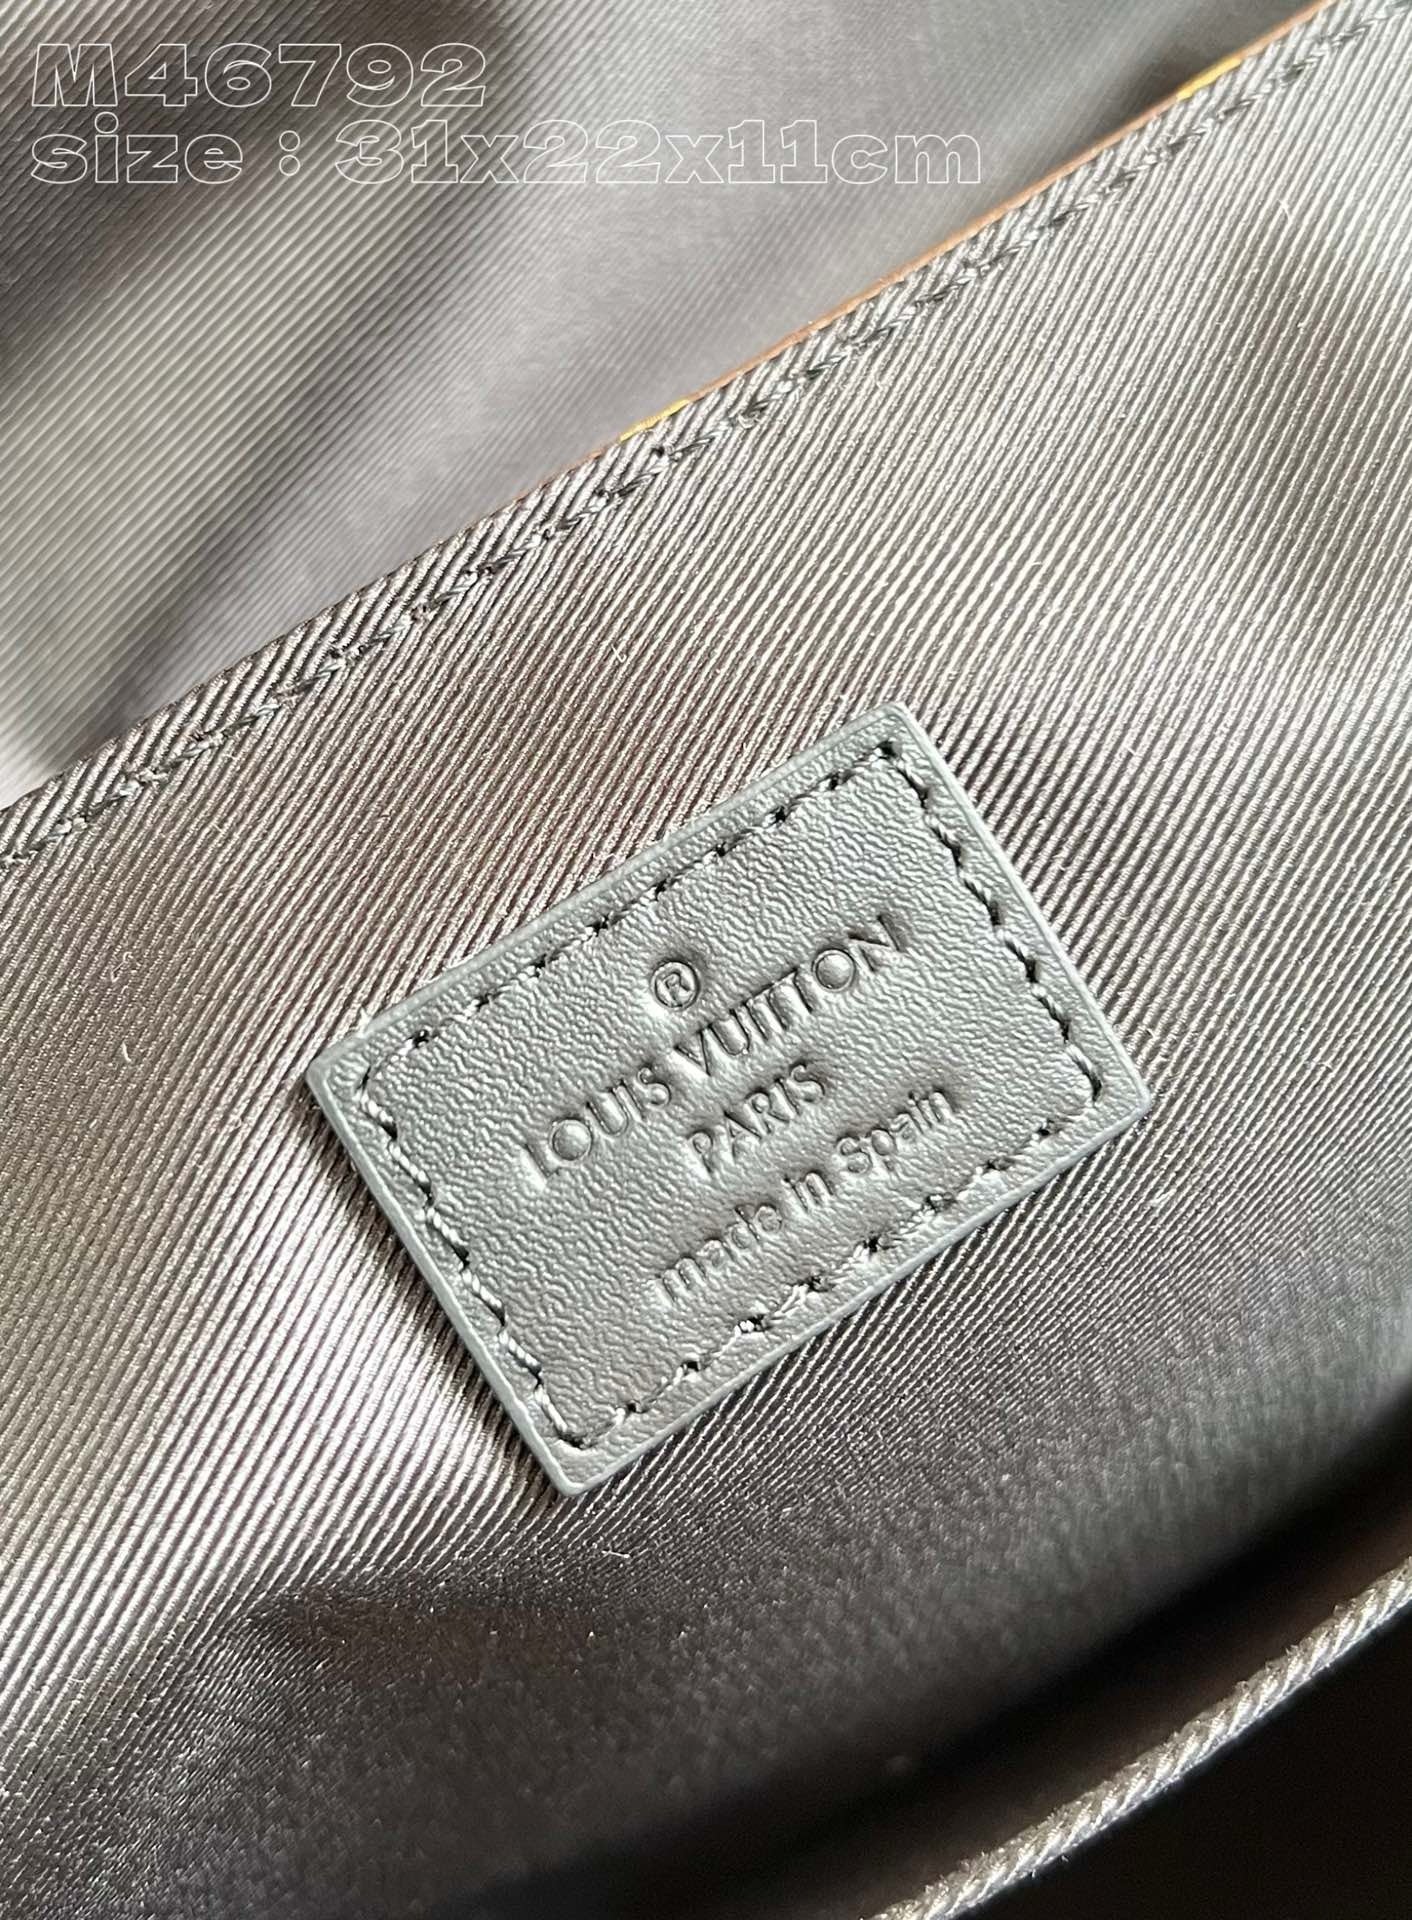 M46792
size : 31x22x11cm
®
LOUIS VUITTON
PARIS
made in Spain